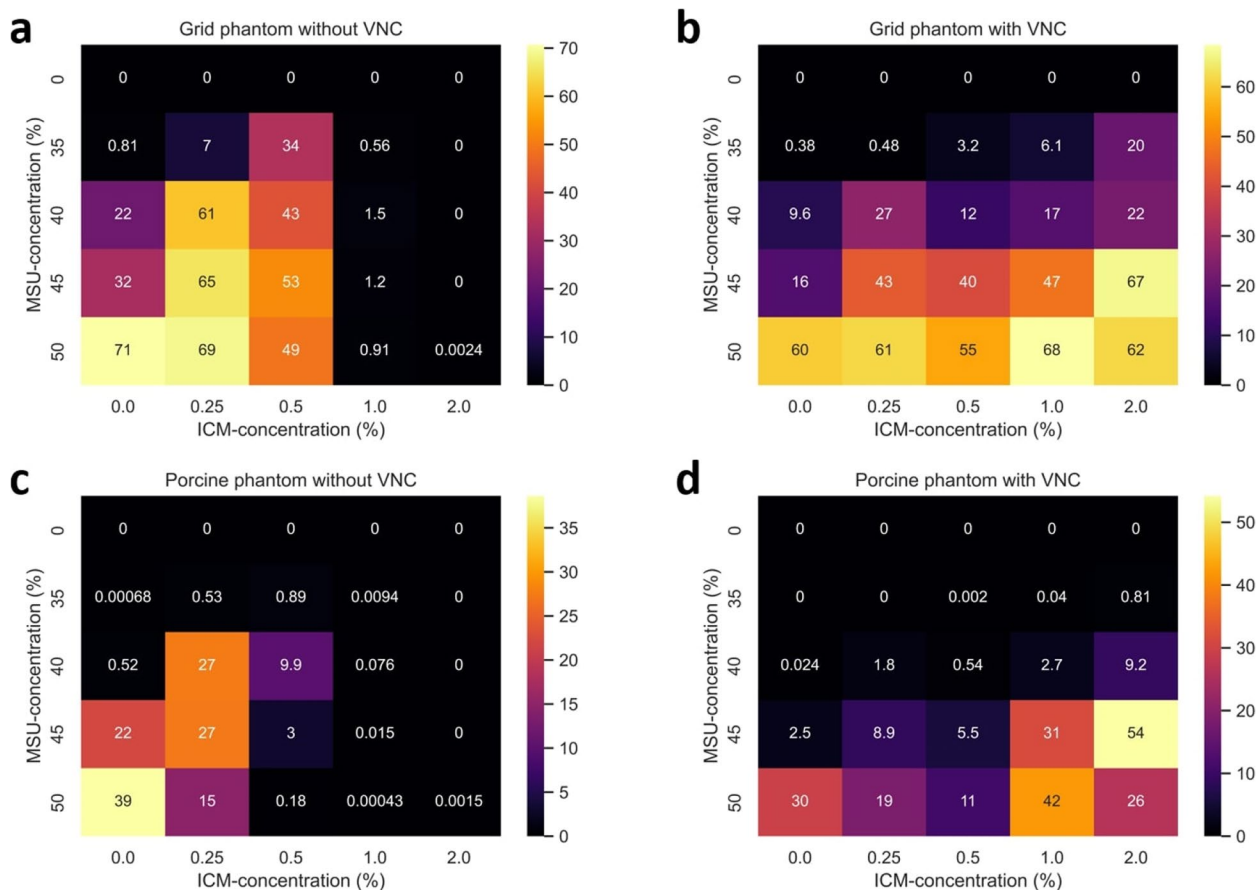 a
Grid phantom without VNC
MSU-concentration (%)
0 0 0 0 0 0
35 0.81 7 34 0.56 0
40 22 61 43 1.5 0
45 32 65 53 1.2 0
50 71 69 49 0.91 0.0024
0.0 0.25 0.5 1.0 2.0
ICM-concentration (%)
70
60
50
40
30
20
10
0
b
Grid phantom with VNC
MSU-concentration (%)
0 0 0 0 0 0
35 0.38 0.48 3.2 6.1 20
40 9.6 27 12 17 22
45 16 43 40 47 67
50 60 61 55 68 62
0.0 0.25 0.5 1.0 2.0
ICM-concentration (%)
60
50
40
30
20
10
0
c
Porcine phantom without VNC
MSU-concentration (%)
0 0 0 0 0 0
35 0.00068 0.53 0.89 0.0094 0
40 0.52 27 9.9 0.076 0
45 22 27 3 0.015 0
50 39 15 0.18 0.00043 0.0015
0.0 0.25 0.5 1.0 2.0
ICM-concentration (%)
35
30
25
20
15
10
5
0
d
Porcine phantom with VNC
MSU-concentration (%)
0 0 0 0 0 0
35 0 0 0.002 0.04 0.81
40 0.024 1.8 0.54 2.7 9.2
45 2.5 8.9 5.5 31 54
50 30 19 11 42 26
0.0 0.25 0.5 1.0 2.0
ICM-concentration (%)
50
40
30
20
10
0